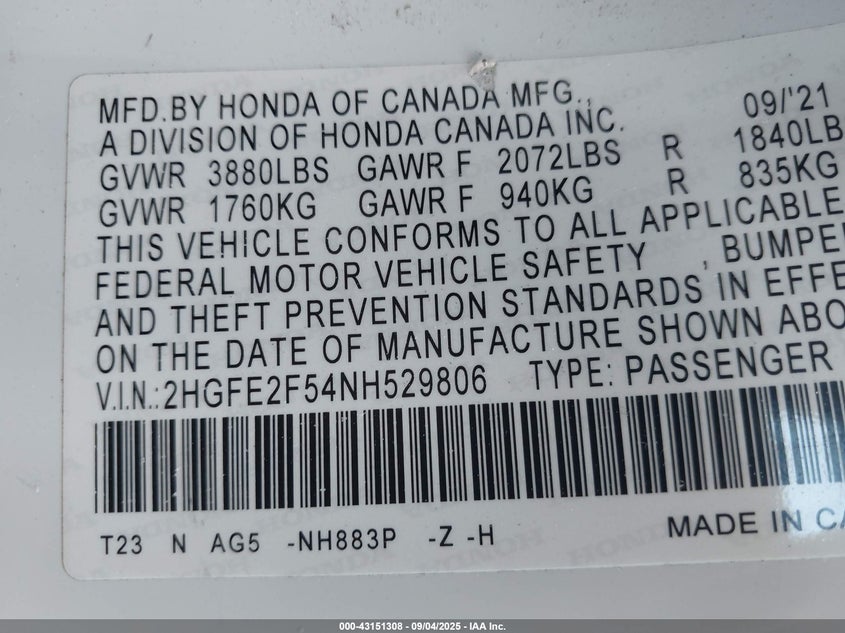 MFD.BY HONDA OF CANADA MFG., 09/'21
A DIVISION OF HONDA CANADA INC.
GVWR 3880LBS GAWR F 2072LBS R 1840LB
GVWR 1760KG GAWR F 940KG R 835KG
THIS VEHICLE CONFORMS TO ALL APPLICABLE
FEDERAL MOTOR VEHICLE SAFETY , BUMPE
AND THEFT PREVENTION STANDARDS IN EFFE
ON THE DATE OF MANUFACTURE SHOWN ABO
V.I.N.:2HGFE2F54NH529806 TYPE: PASSENGER
T23 N AG5 -NH883P -Z -H MADE IN CA
000-43151308 - 09/04/2025 - IAA Inc.